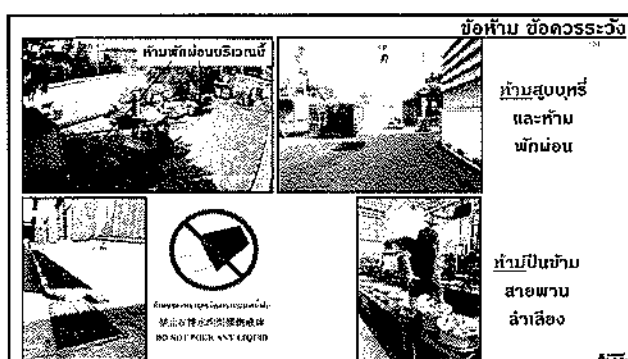 ข้อห้าม ข้อควรระวัง
ห้ามพักผ่อนบริเวณนี้
ห้ามสูบบุหรี่
และห้าม
พักผ่อน
DO NOT POUR ANY LIQUID
ห้ามปีนข้าม
สายพาน
ลำเลียง